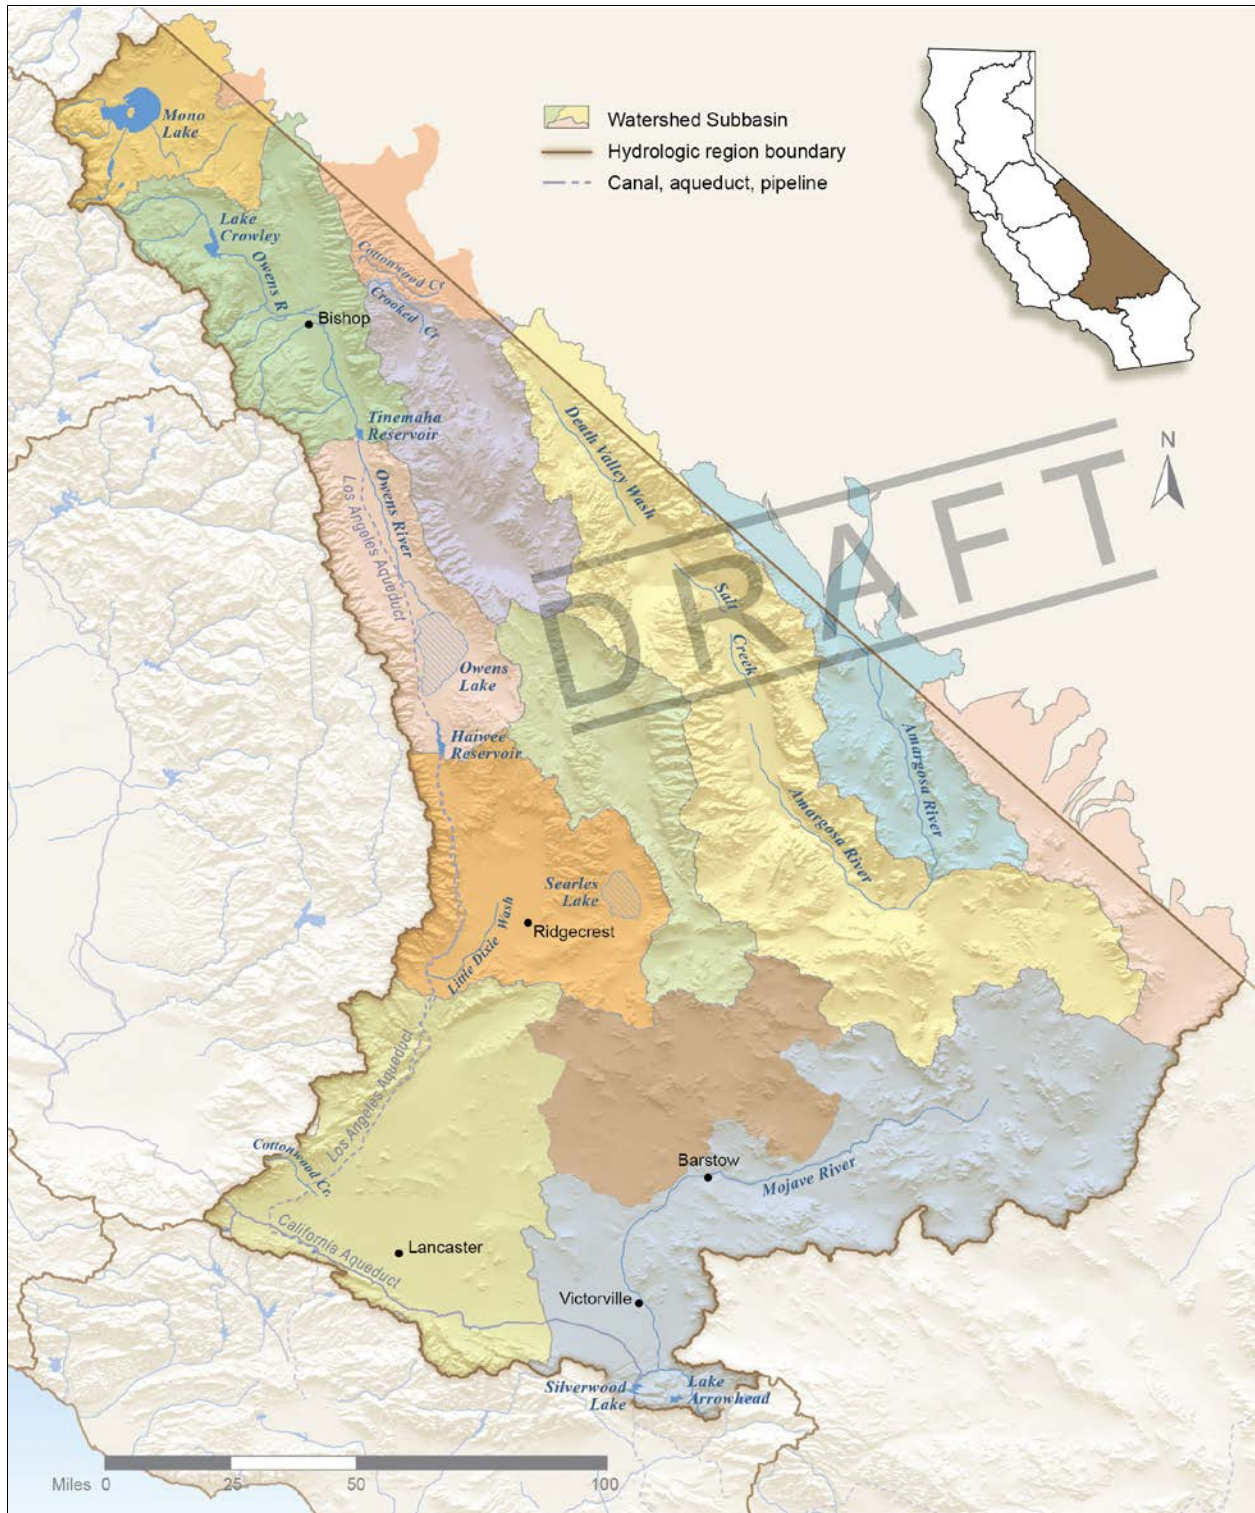 Mono
Lake
Watershed Subbasin
Hydrologic region boundary
Canal, aqueduct, pipeline
Lake
Crowley
Owens R
Cottonwood Cr
Crooked Cr
Bishop
Tinemaha
Reservoir
N
Death Valley Wash
DRAFT
Los Angeles Aqueduct
Owens River
Salt
Creek
Owens
Lake
Haiwee
Reservoir
Amargosa River
Amargosa River
Searles
Lake
Ridgecrest
Little Dixie Wash
Los Angeles Aqueduct
Cottonwood Cr.
Barstow
Mojave River
California Aqueduct
Lancaster
Victorville
Silverwood
Lake
Lake
Arrowhead
Miles 0 25 50 100